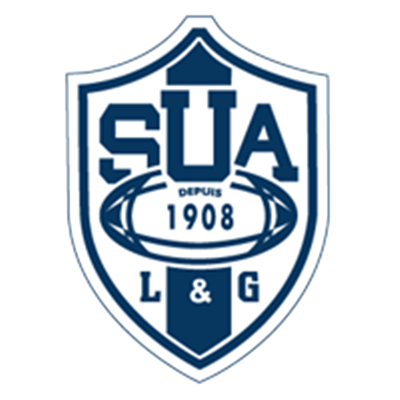 SUA
DEPUIS
1908
L & G